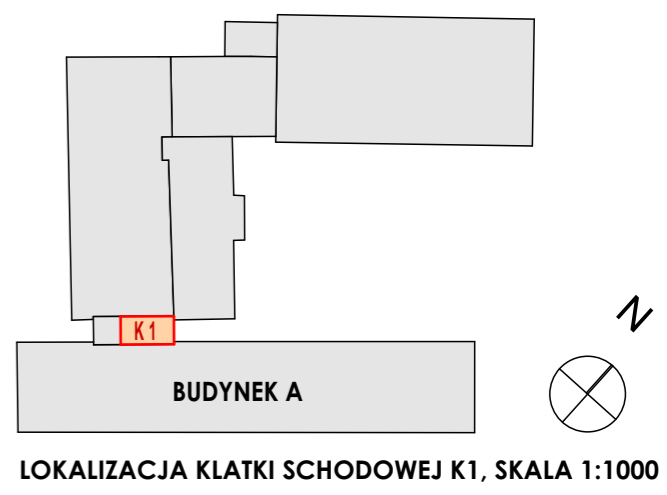 K1
N
BUDYNEK A
LOKALIZACJA KLATKI SCHODOWEJ K1, SKALA 1:1000